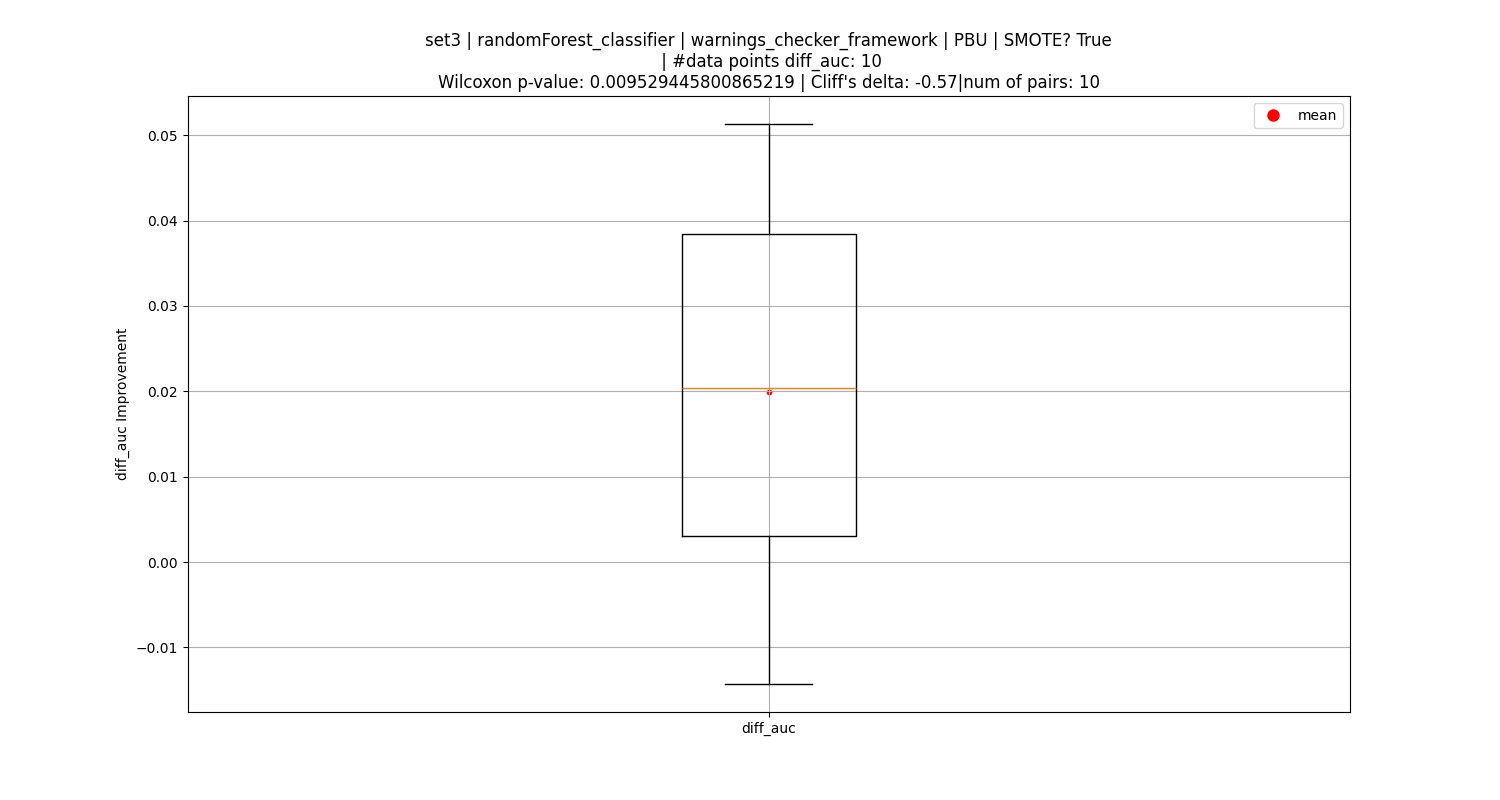 set3 | randomForest_classifier | warnings_checker_framework | PBU | SMOTE? True
| #data points diff_auc: 10
Wilcoxon p-value: 0.009529445800865219 | Cliff's delta: -0.57|num of pairs: 10
mean
0.05
0.04
0.03
0.02
0.01
0.00
−0.01
diff_auc Improvement
diff_auc